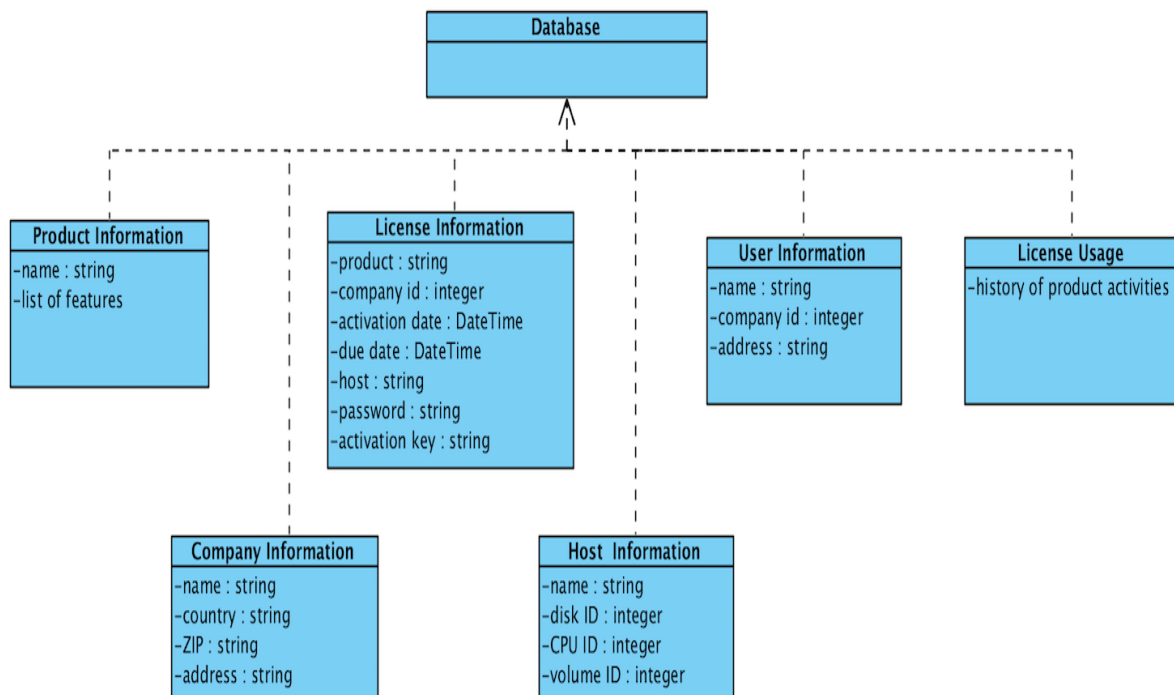 Database
Product Information
-name : string
-list of features
License Information
-product : string
-company id : integer
-activation date : DateTime
-due date : DateTime
-host : string
-password : string
-activation key : string
User Information
-name : string
-company id : integer
-address : string
License Usage
-history of product activities
Company Information
-name : string
-country : string
-ZIP : string
-address : string
Host Information
-name : string
-disk ID : integer
-CPU ID : integer
-volume ID : integer